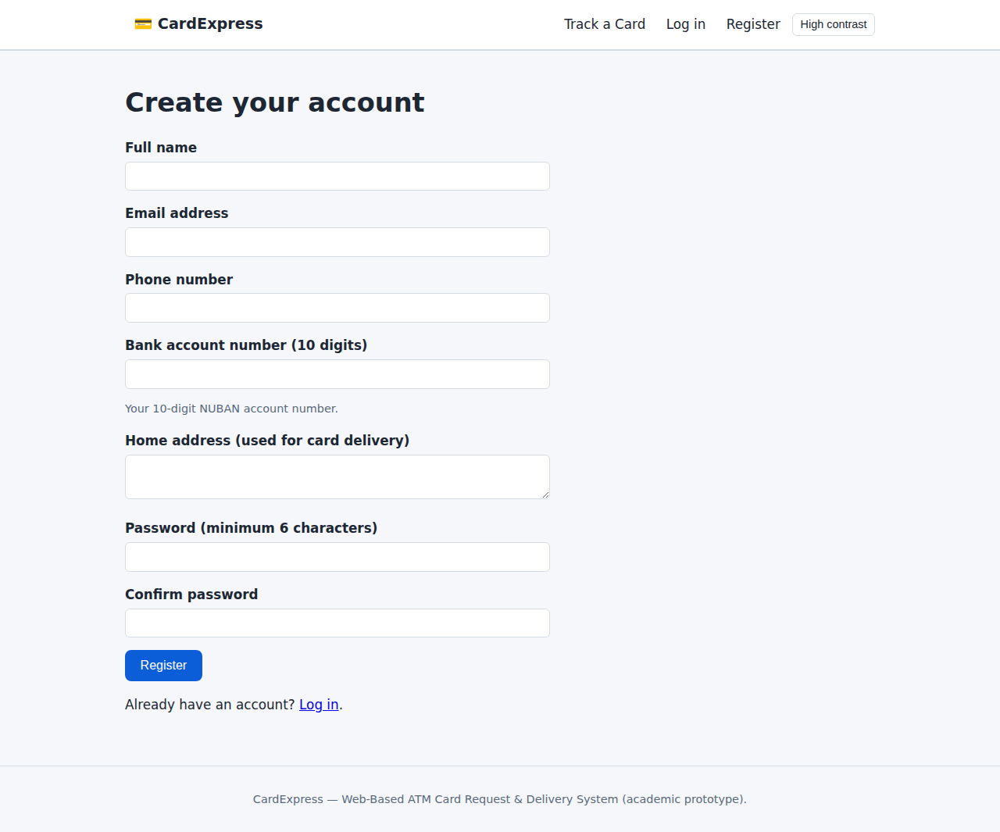 CardExpress
Track a Card
Log in
Register
High contrast
Create your account
Full name
Email address
Phone number
Bank account number (10 digits)
Your 10-digit NUBAN account number.
Home address (used for card delivery)
Password (minimum 6 characters)
Confirm password
Register
Already have an account? Log in.
CardExpress — Web-Based ATM Card Request & Delivery System (academic prototype).